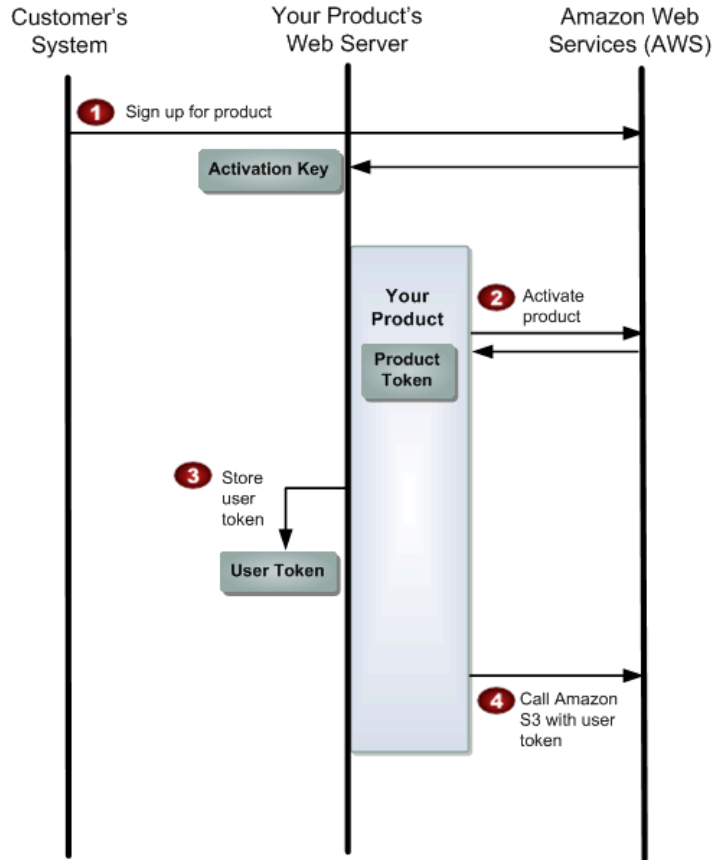 Customer's
System
Your Product's
Web Server
Amazon Web
Services (AWS)
1 Sign up for product
Activation Key
Your
Product
2 Activate
product
Product
Token
3 Store
user
token
User Token
4 Call Amazon
S3 with user
token